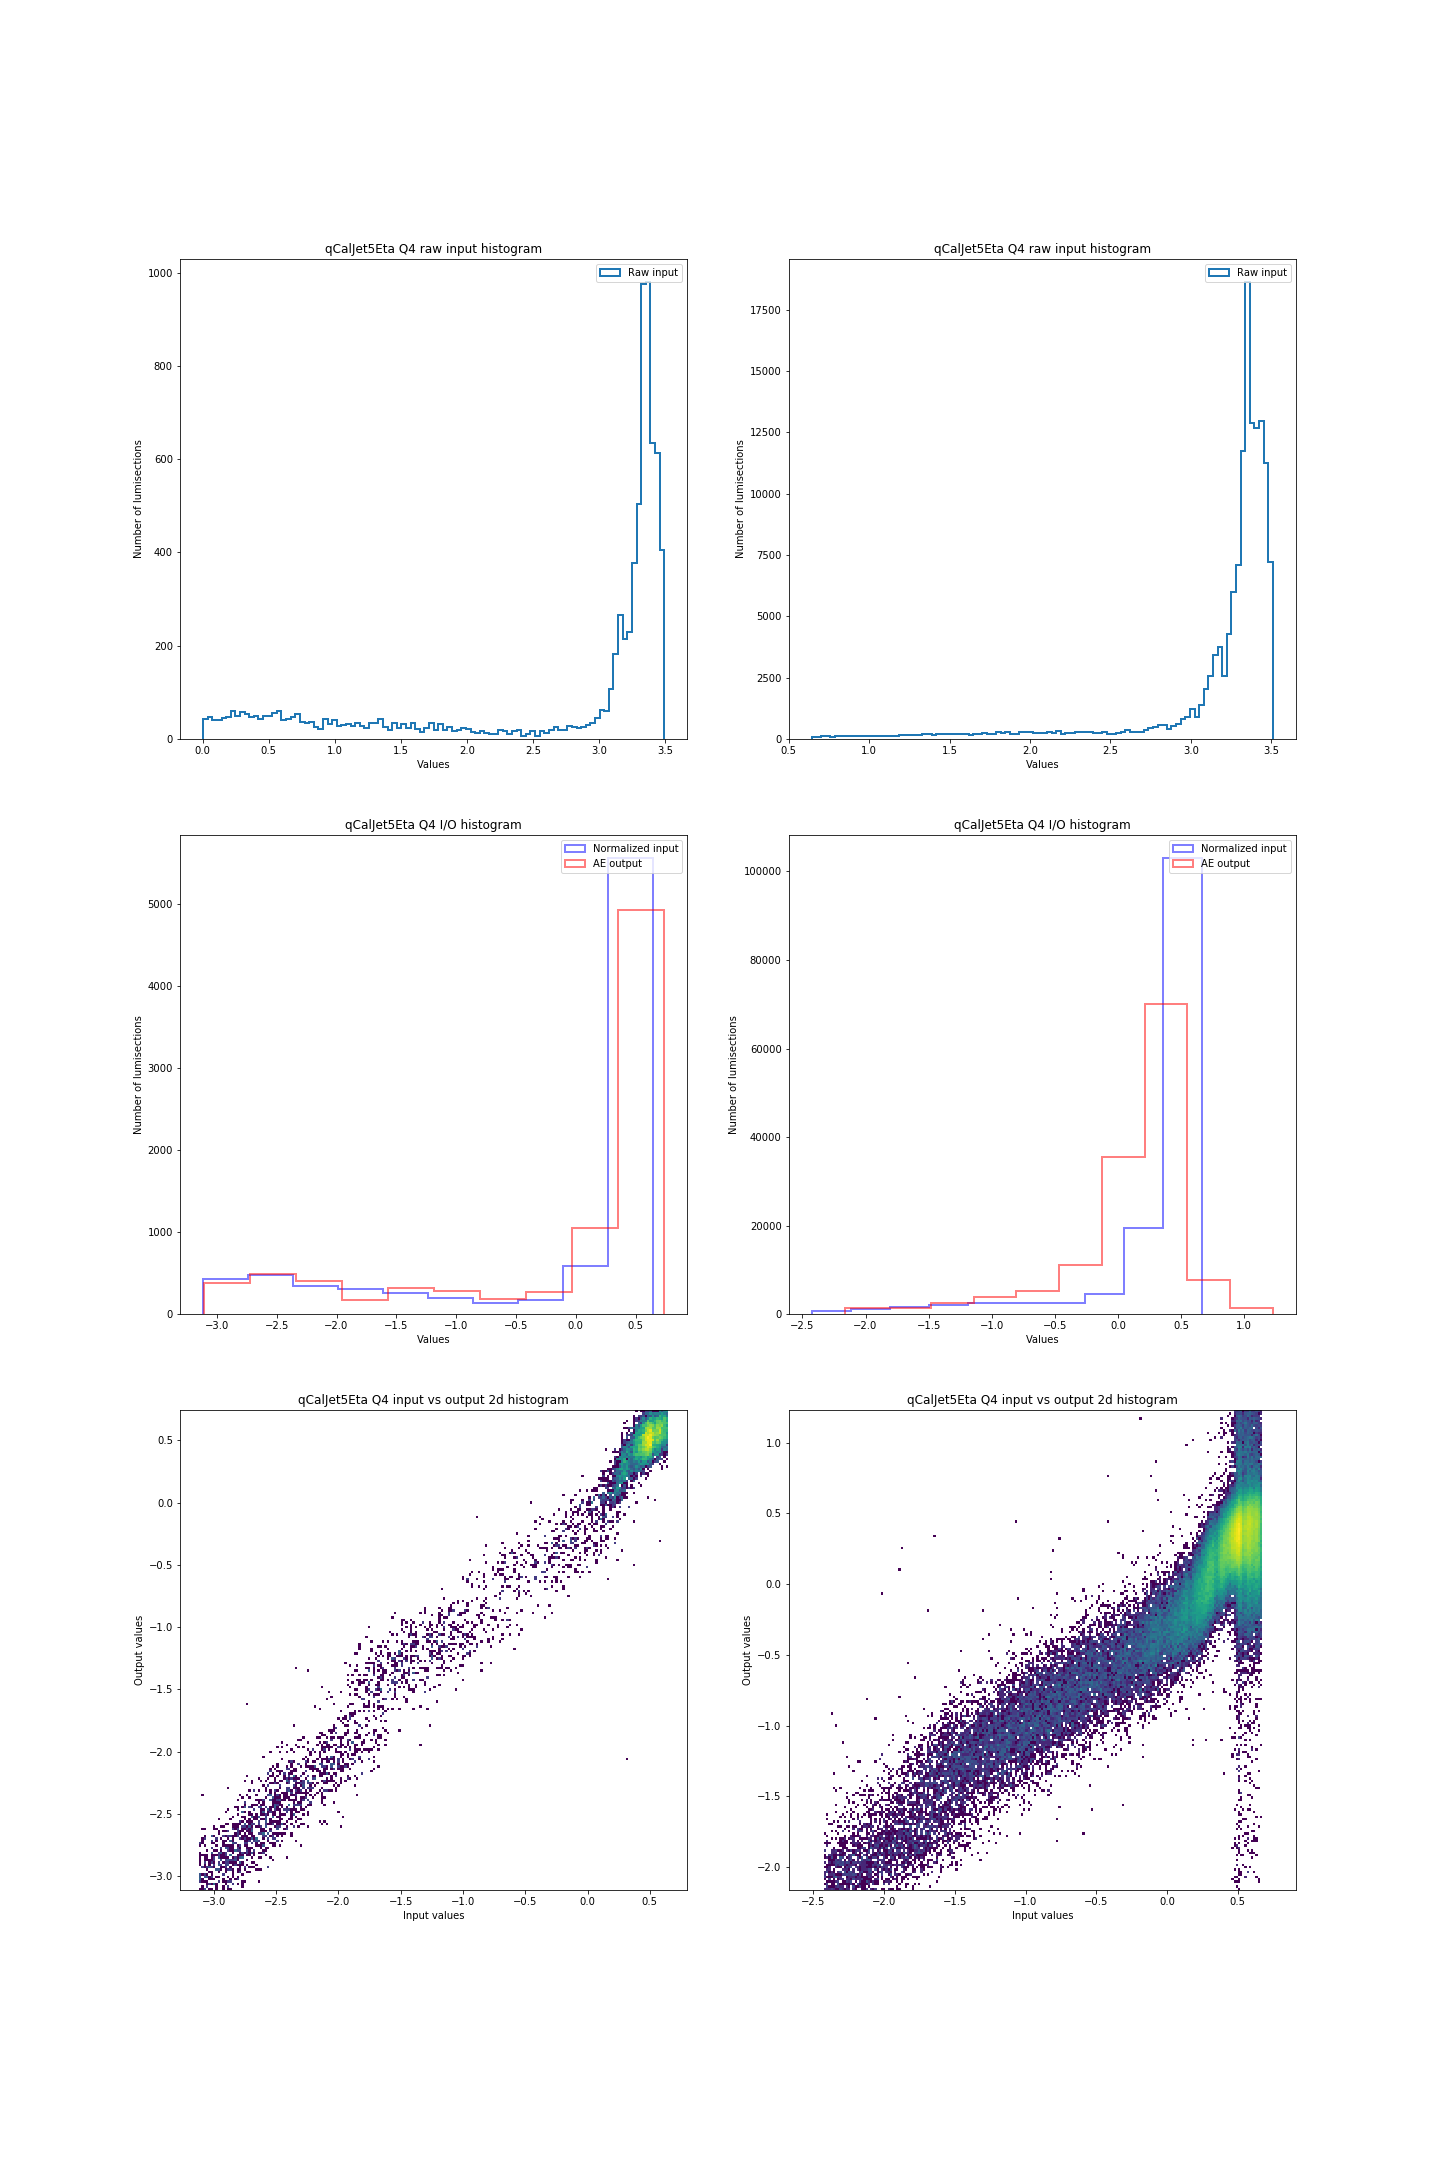 qCalJet5Eta Q4 raw input histogram
Raw input
1000
800
600
400
200
0
Number of lumisections
0.0 0.5 1.0 1.5 2.0 2.5 3.0 3.5
Values
qCalJet5Eta Q4 raw input histogram
Raw input
17500
15000
12500
10000
7500
5000
2500
0
Number of lumisections
0.5 1.0 1.5 2.0 2.5 3.0 3.5
Values
qCalJet5Eta Q4 I/O histogram
Normalized input
AE output
5000
4000
3000
2000
1000
0
Number of lumisections
−3.0 −2.5 −2.0 −1.5 −1.0 −0.5 0.0 0.5
Values
qCalJet5Eta Q4 I/O histogram
Normalized input
AE output
100000
80000
60000
40000
20000
0
Number of lumisections
−2.5 −2.0 −1.5 −1.0 −0.5 0.0 0.5 1.0
Values
qCalJet5Eta Q4 input vs output 2d histogram
0.5
0.0
−0.5
−1.0
−1.5
−2.0
−2.5
−3.0
Output values
−3.0 −2.5 −2.0 −1.5 −1.0 −0.5 0.0 0.5
Input values
qCalJet5Eta Q4 input vs output 2d histogram
1.0
0.5
0.0
−0.5
−1.0
−1.5
−2.0
Output values
−2.5 −2.0 −1.5 −1.0 −0.5 0.0 0.5
Input values